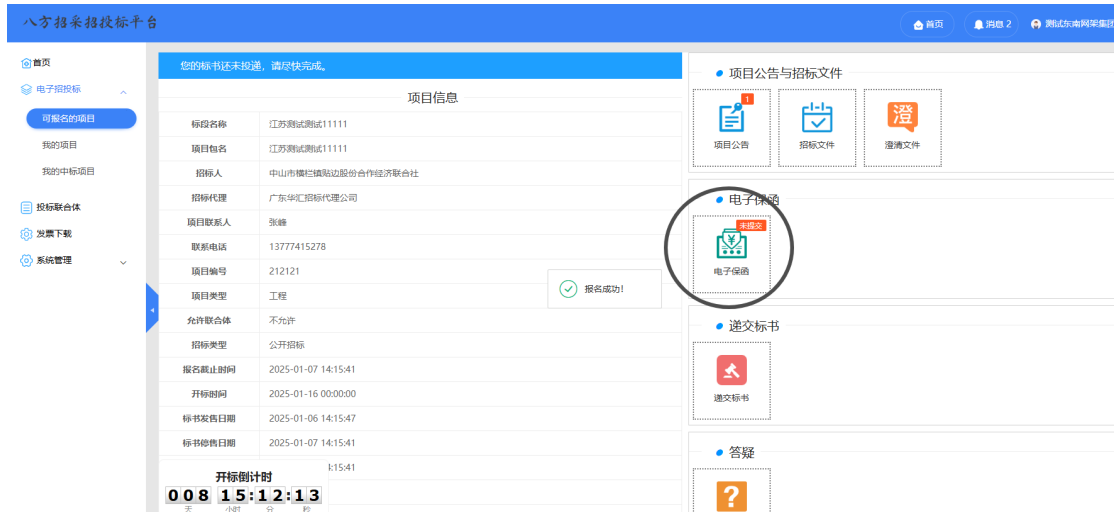 八方招采招投标平台
首页
消息 2
测试东南网架集团
首页
电子招投标
可报名的项目
我的项目
我的中标项目
投标联合体
发票下载
系统管理
您的标书还未投递，请尽快完成。
项目信息
标段名称 江苏测试测试11111
项目包名 江苏测试测试11111
招标人 中山市横栏镇贴边股份合作经济联合社
招标代理 广东华汇招标代理公司
项目联系人 张峰
联系电话 13777415278
项目编号 212121
项目类型 工程
允许联合体 不允许
招标类型 公开招标
报名截止时间 2025-01-07 14:15:41
开标时间 2025-01-16 00:00:00
标书发售日期 2025-01-06 14:15:47
标书停售日期 2025-01-07 14:15:41
4:15:41
开标倒计时
008 15:12:13
天 小时 分 秒
报名成功!
项目公告与招标文件
1
澄
项目公告 招标文件 澄清文件
电子保函
未提交
电子保函
递交标书
递交标书
答疑
?